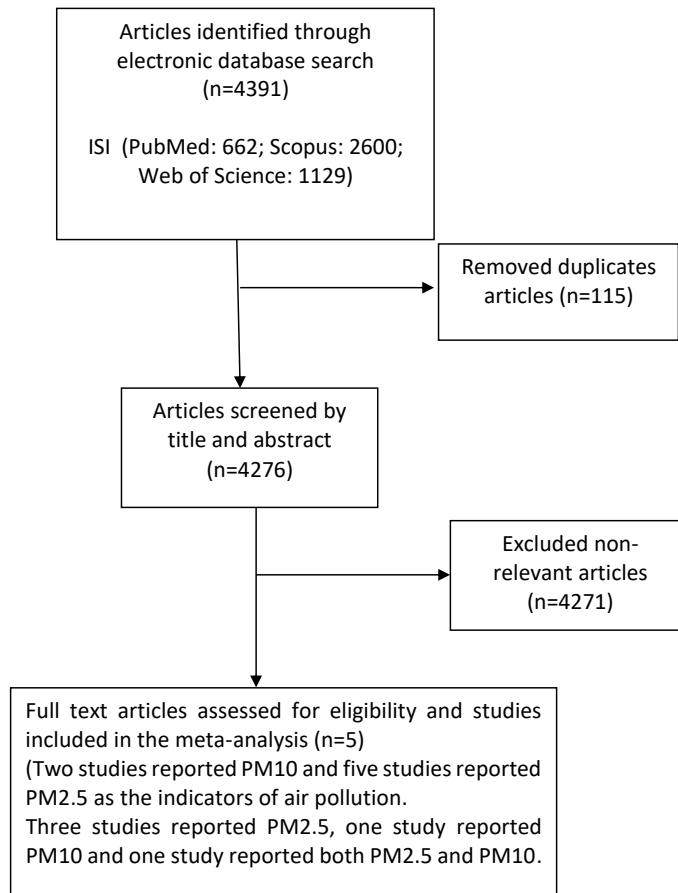 Articles identified through
electronic database search
(n=4391)
ISI (PubMed: 662; Scopus: 2600;
Web of Science: 1129)
Removed duplicates
articles (n=115)
Articles screened by
title and abstract
(n=4276)
Excluded non-
relevant articles
(n=4271)
Full text articles assessed for eligibility and studies
included in the meta-analysis (n=5)
(Two studies reported PM10 and five studies reported
PM2.5 as the indicators of air pollution.
Three studies reported PM2.5, one study reported
PM10 and one study reported both PM2.5 and PM10.